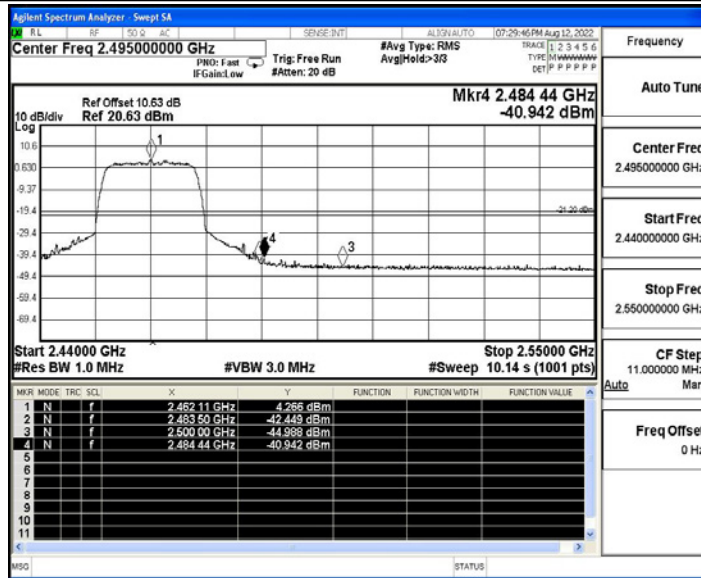 Agilent Spectrum Analyzer - Swept SA
RL RF 50 Ω AC SENSE:INT ALIGN AUTO 07:29:46 PM Aug 12, 2022
Center Freq 2.495000000 GHz
PNO: Fast
IFGain:Low
Trig: Free Run
#Atten: 20 dB
#Avg Type: RMS
Avg|Hold:>3/3
TRACE 1 2 3 4 5 6
TYPE M WWWWW
DET P P P P P P
Ref Offset 10.63 dB
10 dB/div Ref 20.63 dBm
Log
Mkr4 2.484 44 GHz
-40.942 dBm
10.6
0.630
-9.37
-19.4
-29.4
-39.4
-49.4
-59.4
-69.4
1
4
3
-21.20 dBm
Start 2.44000 GHz Stop 2.55000 GHz
#Res BW 1.0 MHz #VBW 3.0 MHz #Sweep 10.14 s (1001 pts)
MKR MODE TRC SCL X Y FUNCTION FUNCTION WIDTH FUNCTION VALUE
1 N f 2.462 11 GHz 4.266 dBm
2 N f 2.483 50 GHz -42.449 dBm
3 N f 2.500 00 GHz -44.988 dBm
4 N f 2.484 44 GHz -40.942 dBm
5
6
7
8
9
10
11
MSG STATUS
Frequency
Auto Tune
Center Freq
2.495000000 GHz
Start Freq
2.440000000 GHz
Stop Freq
2.550000000 GHz
CF Step
11.000000 MHz
Auto Man
Freq Offset
0 Hz